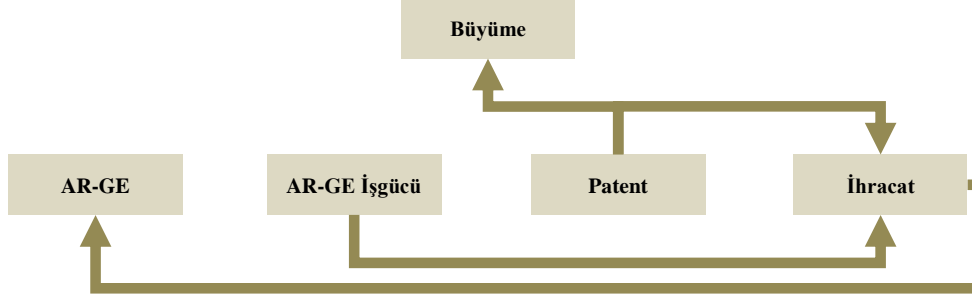 Büyüme
AR-GE
AR-GE İşgücü
Patent
İhracat